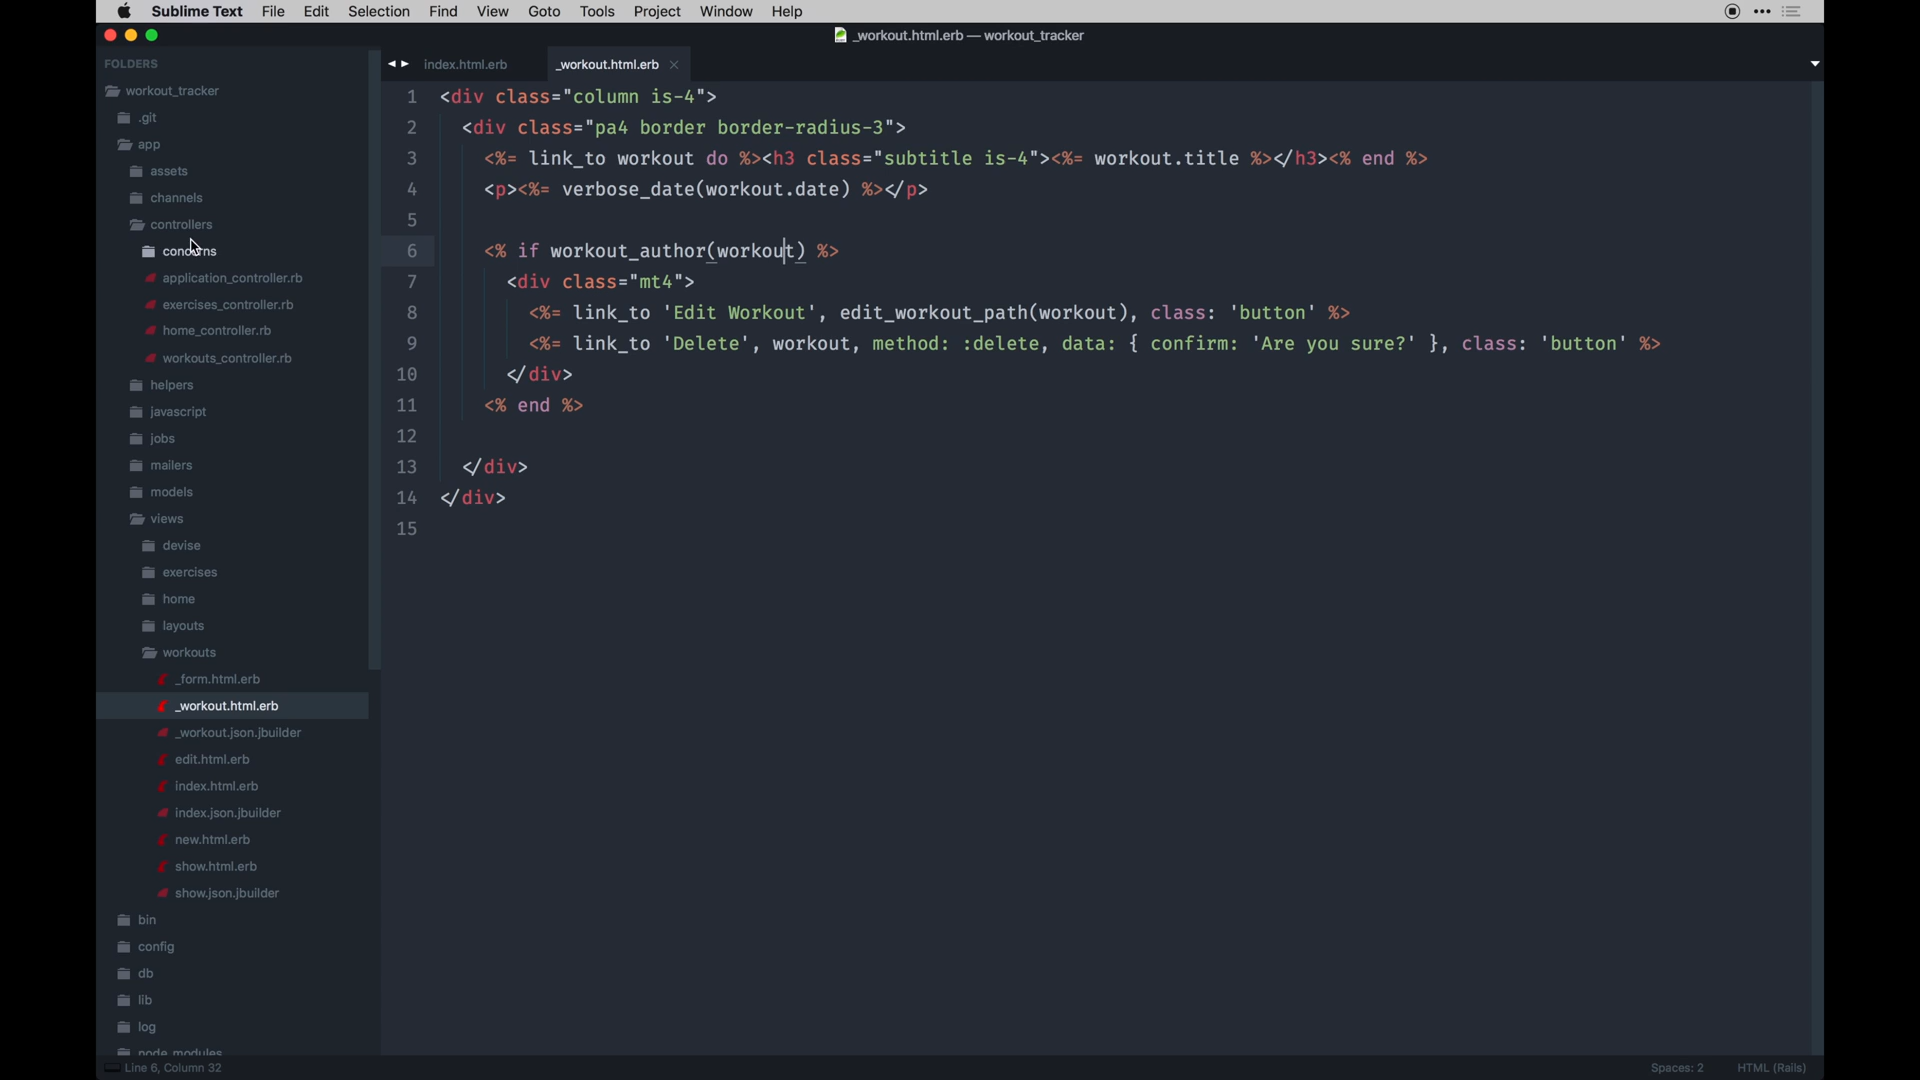 Sublime Text File Edit Selection Find View Goto Tools Project Window Help
_workout.html.erb — workout_tracker
FOLDERS
workout_tracker
.git
app
assets
channels
controllers
concerns
application_controller.rb
exercises_controller.rb
home_controller.rb
workouts_controller.rb
helpers
javascript
jobs
mailers
models
views
devise
exercises
home
layouts
workouts
_form.html.erb
_workout.html.erb
_workout.json.jbuilder
edit.html.erb
index.html.erb
index.json.jbuilder
new.html.erb
show.html.erb
show.json.jbuilder
bin
config
db
lib
log
node_modules
index.html.erb _workout.html.erb ×
1 <div class="column is-4">
2 <div class="pa4 border border-radius-3">
3 <%= link_to workout do %><h3 class="subtitle is-4"><%= workout.title %></h3><% end %>
4 <p><%= verbose_date(workout.date) %></p>
5
6 <% if workout_author(workout) %>
7 <div class="mt4">
8 <%= link_to 'Edit Workout', edit_workout_path(workout), class: 'button' %>
9 <%= link_to 'Delete', workout, method: :delete, data: { confirm: 'Are you sure?' }, class: 'button' %>
10 </div>
11 <% end %>
12
13 </div>
14 </div>
15
Line 6, Column 32 Spaces: 2 HTML (Rails)